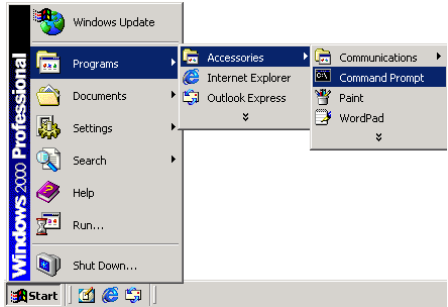 Windows Update
Programs
Documents
Settings
Search
Help
Run...
Shut Down...
Windows 2000 Professional
Accessories
Internet Explorer
Outlook Express
Communications
Command Prompt
Paint
WordPad
Start